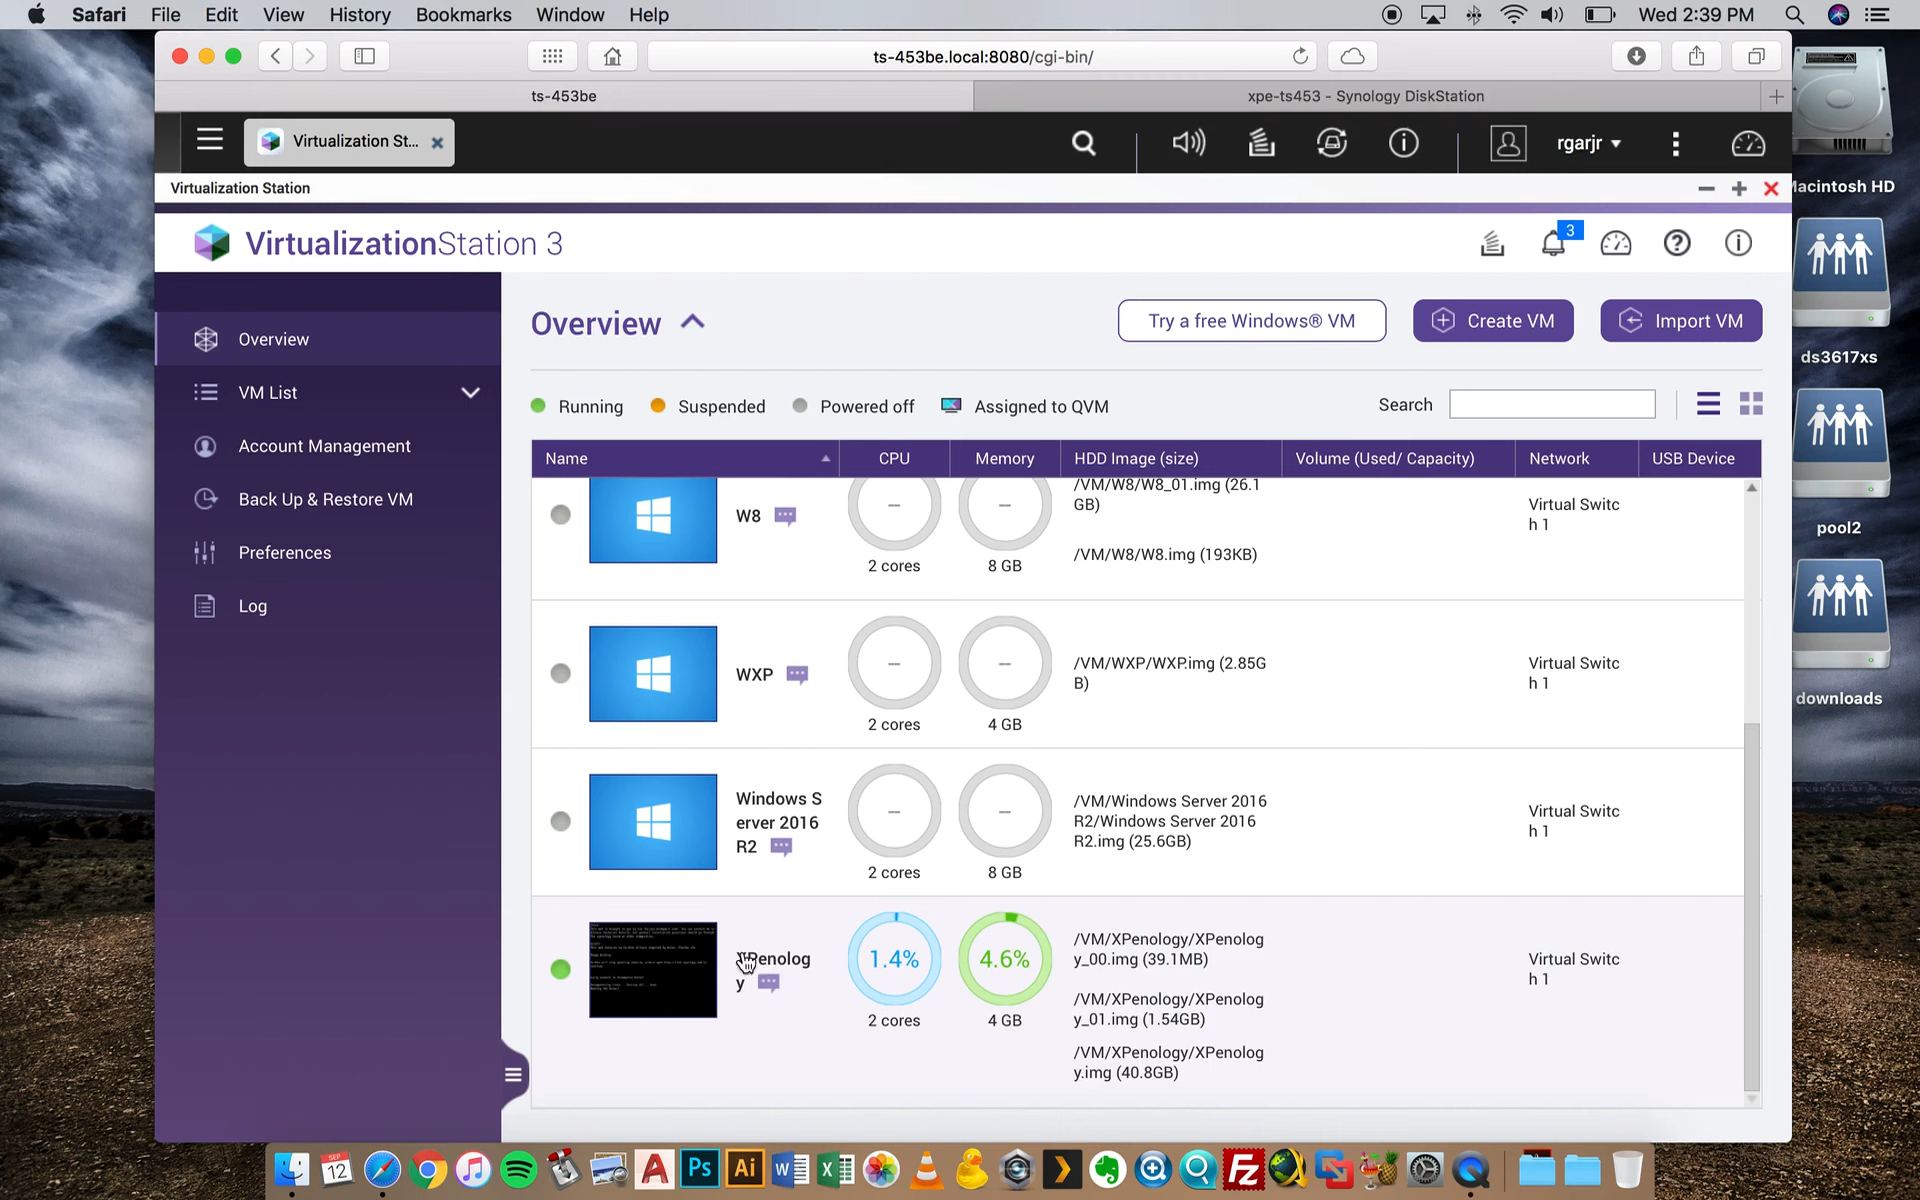 Safari File Edit View History Bookmarks Window Help
Wed 2:39 PM
ts-453be.local:8080/cgi-bin/
ts-453be
xpe-ts453 - Synology DiskStation
Virtualization St...
rgarjr
Virtualization Station
VirtualizationStation 3
3
Overview
VM List
Account Management
Back Up & Restore VM
Preferences
Log
Overview
Try a free Windows® VM
Create VM
Import VM
Running
Suspended
Powered off
Assigned to QVM
Search
Name
CPU
Memory
HDD Image (size)
Volume (Used/ Capacity)
Network
USB Device
W8
--
2 cores
--
8 GB
/VM/W8/W8_01.img (26.1
GB)
/VM/W8/W8.img (193KB)
Virtual Switc
h 1
WXP
--
2 cores
--
4 GB
/VM/WXP/WXP.img (2.85G
B)
Virtual Switc
h 1
Windows S
erver 2016
R2
--
2 cores
--
8 GB
/VM/Windows Server 2016
R2/Windows Server 2016
R2.img (25.6GB)
Virtual Switc
h 1
XPenolog
y
1.4%
2 cores
4.6%
4 GB
/VM/XPenology/XPenolog
y_00.img (39.1MB)
/VM/XPenology/XPenolog
y_01.img (1.54GB)
/VM/XPenology/XPenolog
y.img (40.8GB)
Virtual Switc
h 1
Macintosh HD
ds3617xs
pool2
downloads
SEP
12
Ps
Ai